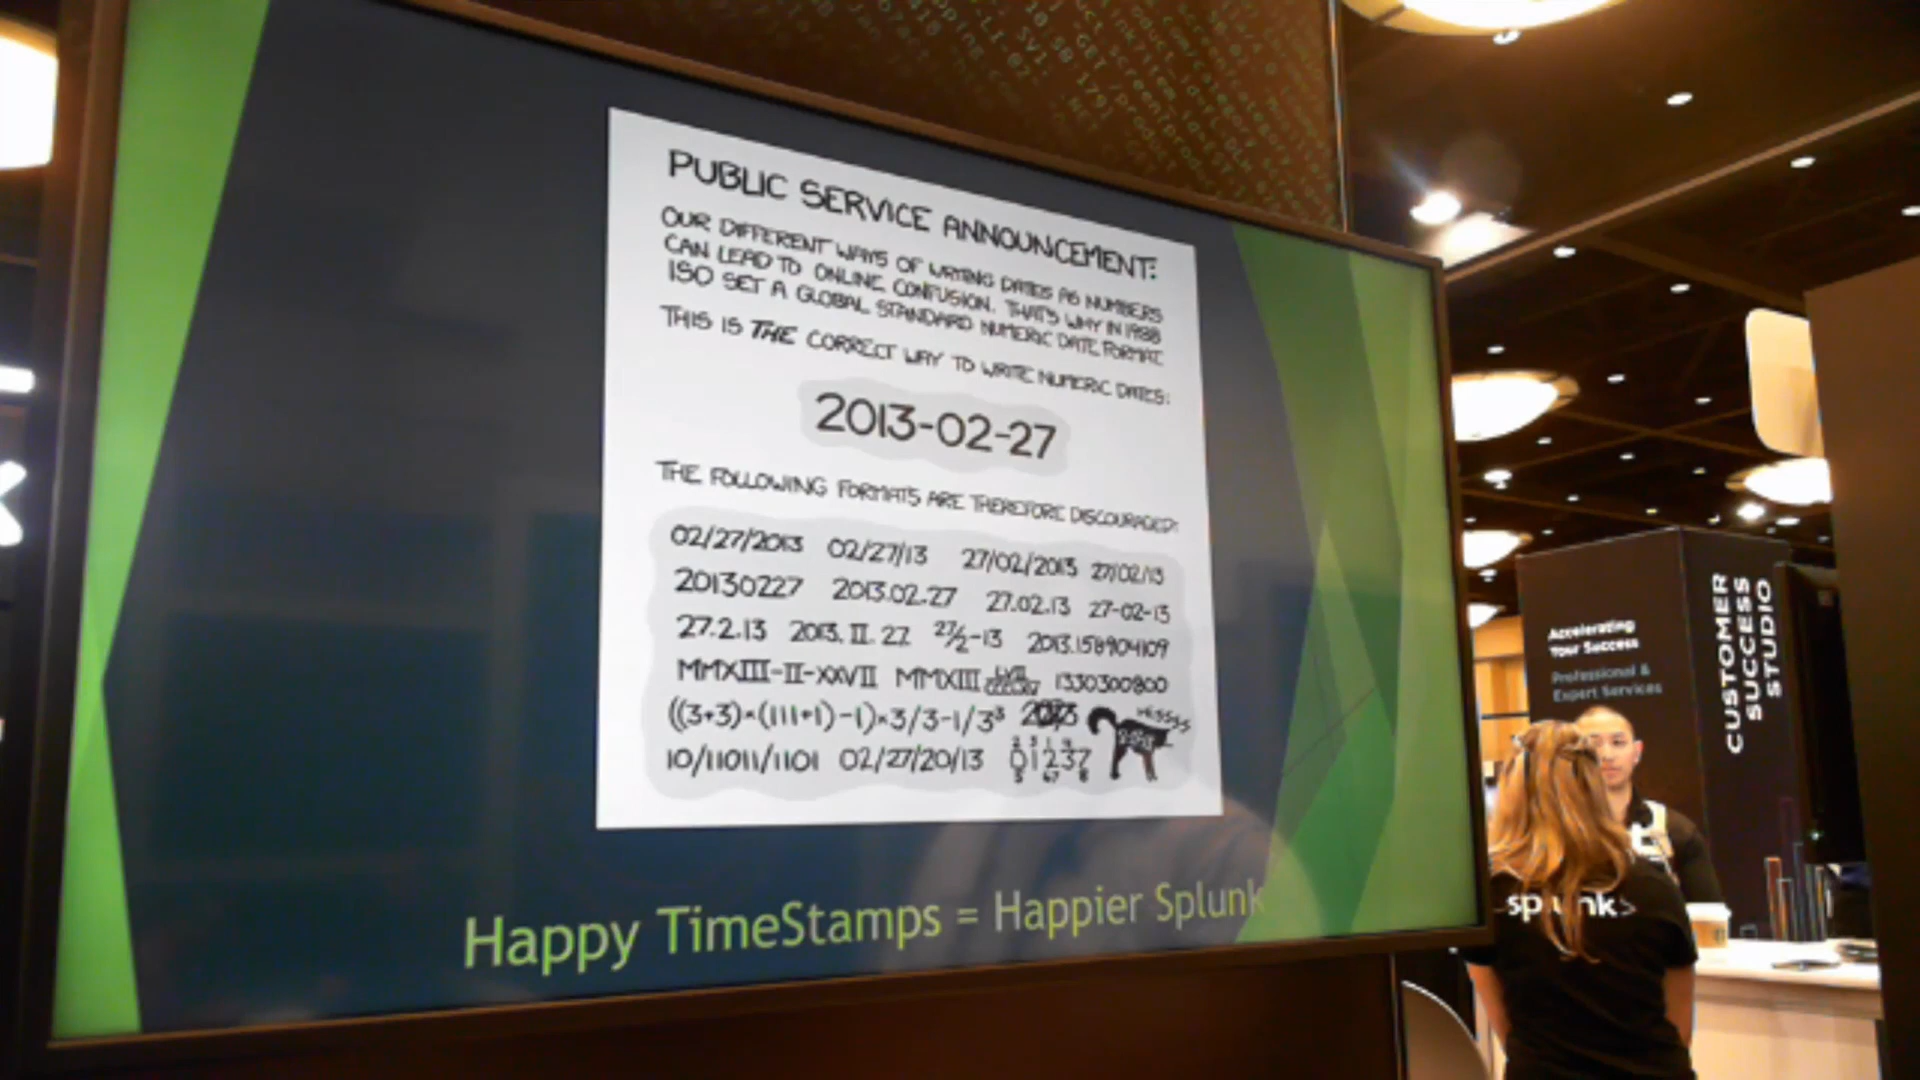 PUBLIC SERVICE ANNOUNCEMENT:
OUR DIFFERENT WAYS OF WRITING DATES AS NUMBERS
CAN LEAD TO ONLINE CONFUSION. THAT'S WHY IN 1988
ISO SET A GLOBAL STANDARD NUMERIC DATE FORMAT.
THIS IS THE CORRECT WAY TO WRITE NUMERIC DATES:
2013-02-27
THE FOLLOWING FORMATS ARE THEREFORE DISCOURAGED:
02/27/2013 02/27/13 27/02/2013 27/02/13
20130227 2013.02.27 27.02.13 27-02-13
27.2.13 2013.II.27. 27/2-13 2013.158904109
MMXIII-II-XXVII MMXIII 1330300800
((3+3)×(111+1)-1)×3/3-1/3³ HISSSS
10/11011/1101 02/27/20/13
Happy TimeStamps = Happier Splunk
Accelerating
Your Success
Professional &
Expert Services
CUSTOMER
SUCCESS
STUDIO
splunk>